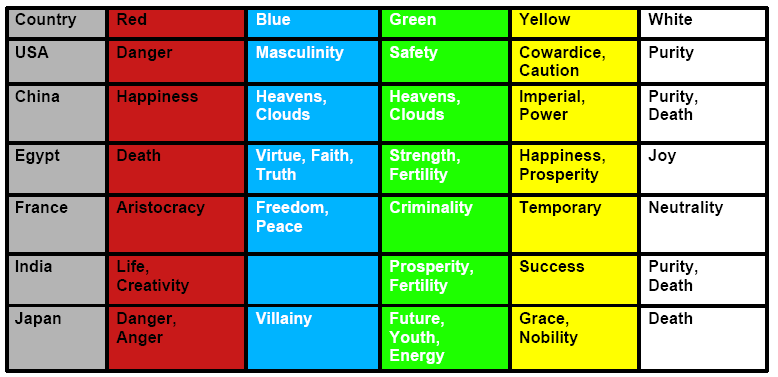 Country Red Blue Green Yellow White
USA Danger Masculinity Safety Cowardice, Purity
Caution
China Happiness Heavens, Heavens, Imperial, Purity,
Clouds Clouds Power Death
Egypt Death Virtue, Faith, Strength, Happiness, Joy
Truth Fertility Prosperity
France Aristocracy Freedom, Criminality Temporary Neutrality
Peace
India Life, Prosperity, Success Purity,
Creativity Fertility Death
Japan Danger, Villainy Future, Grace, Death
Anger Youth, Nobility
Energy